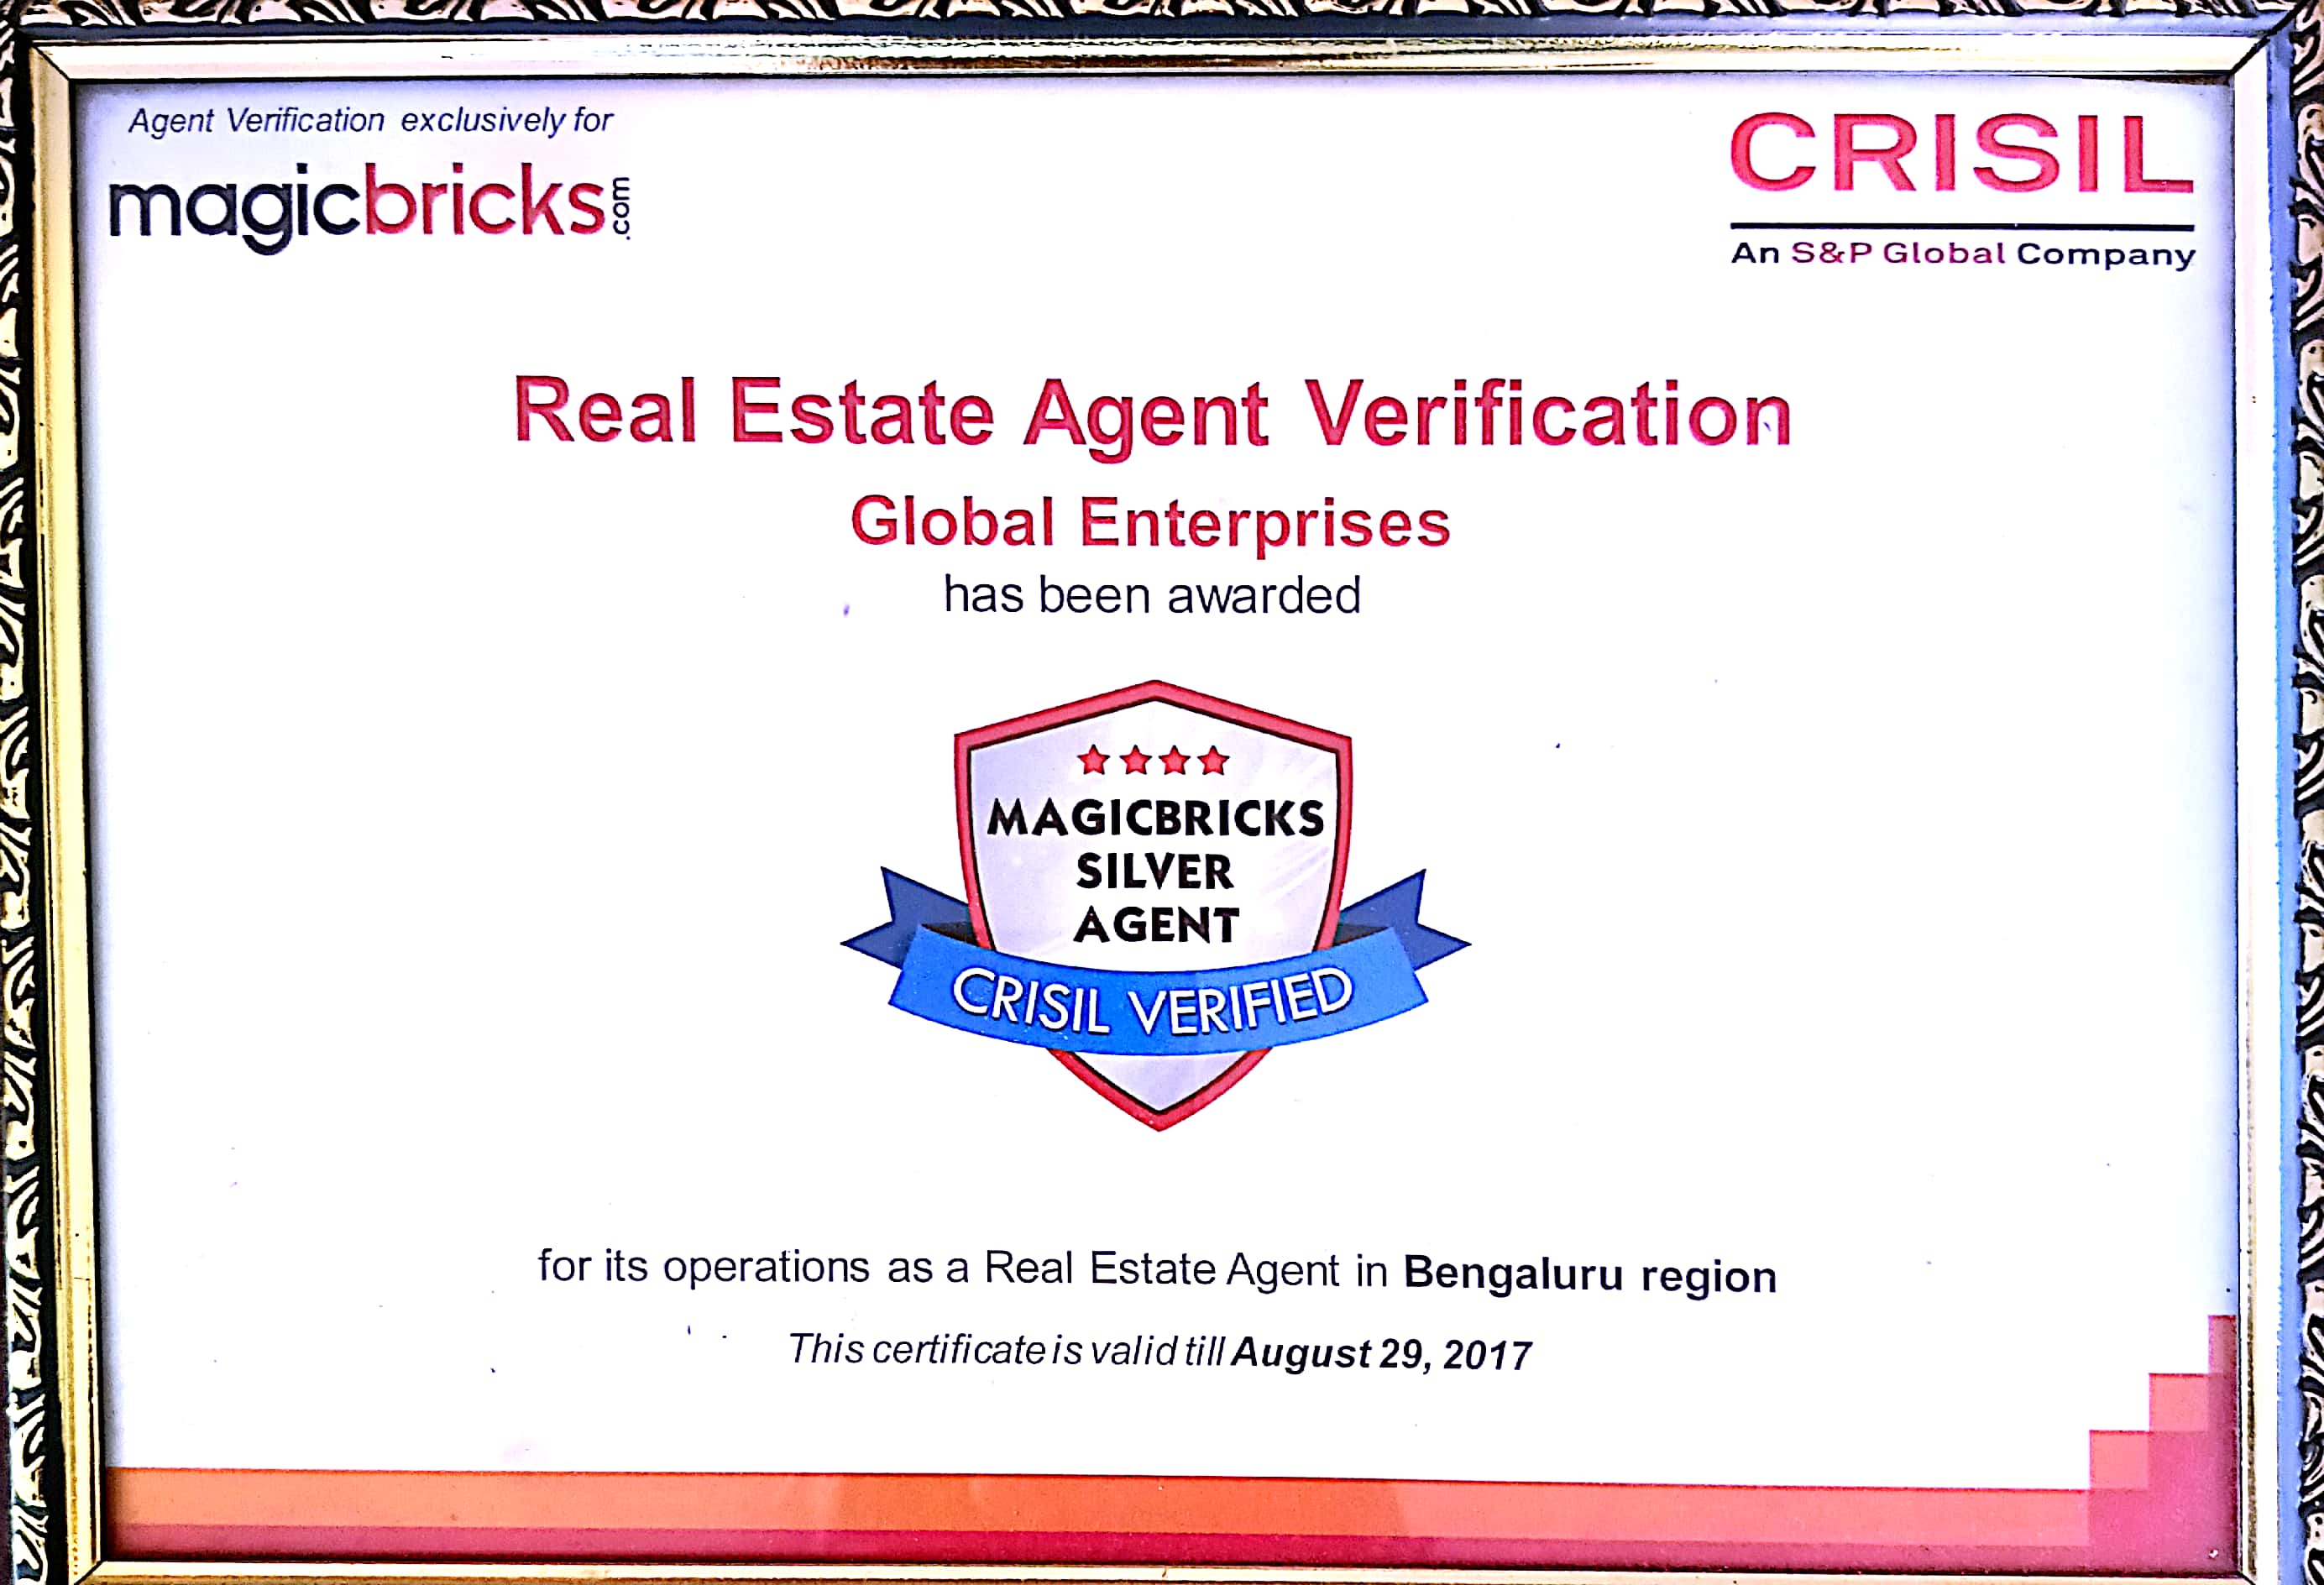 Agent Verification exclusively for
magicbricks.com
CRISIL
An S&P Global Company
Real Estate Agent Verification
Global Enterprises
has been awarded
MAGICBRICKS
SILVER
AGENT
CRISIL VERIFIED
for its operations as a Real Estate Agent in Bengaluru region
This certificate is valid till August 29, 2017